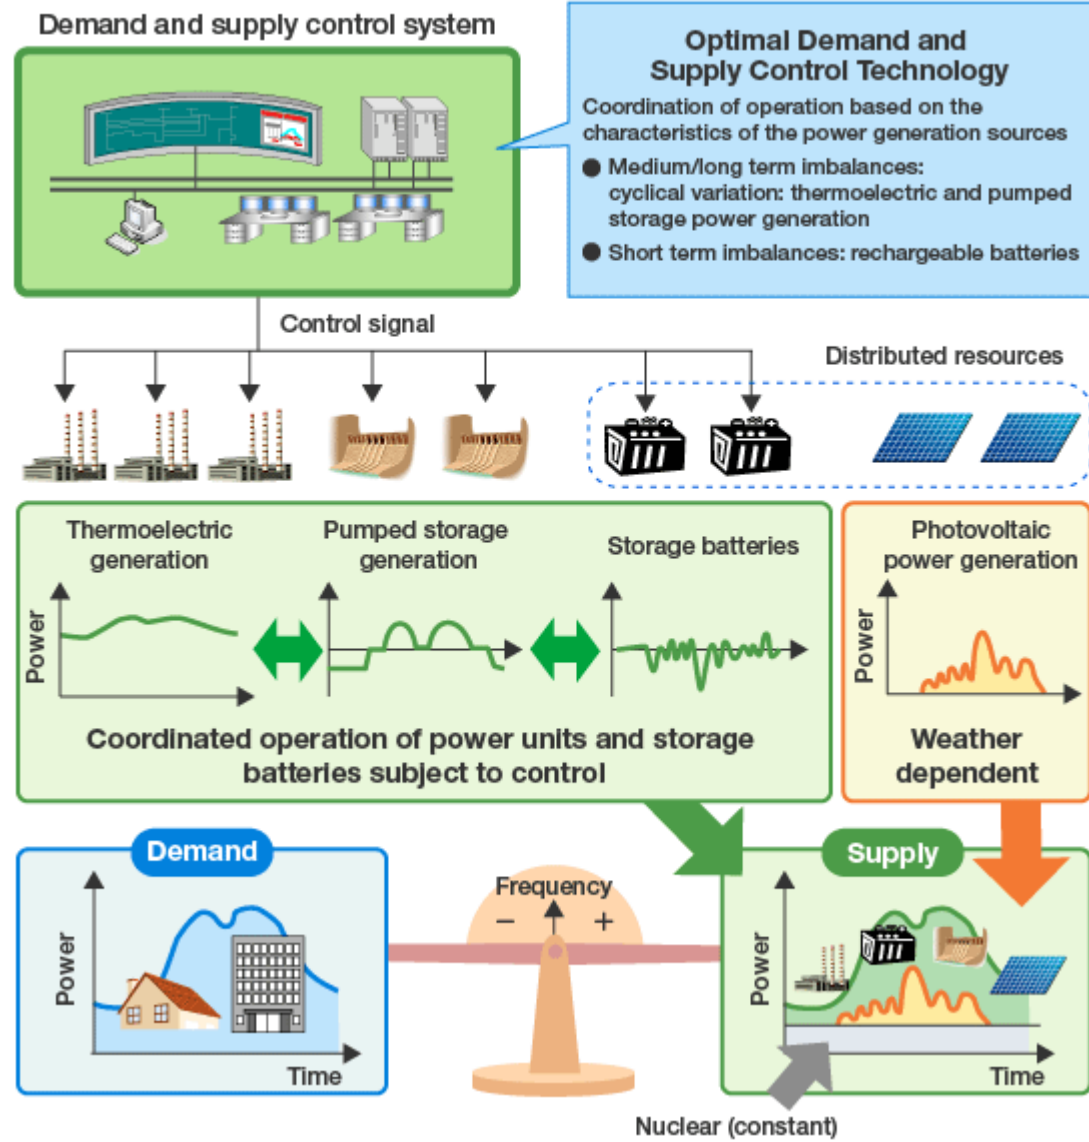 Demand and supply control system
Optimal Demand and
Supply Control Technology
Coordination of operation based on the
characteristics of the power generation sources
● Medium/long term imbalances:
cyclical variation: thermoelectric and pumped
storage power generation
● Short term imbalances: rechargeable batteries
Control signal
Distributed resources
Thermoelectric
generation
Pumped storage
generation
Storage batteries
Photovoltaic
power generation
Power
Coordinated operation of power units and storage
batteries subject to control
Weather
dependent
Demand
Power
Time
Frequency
− +
Supply
Power
Time
Nuclear (constant)